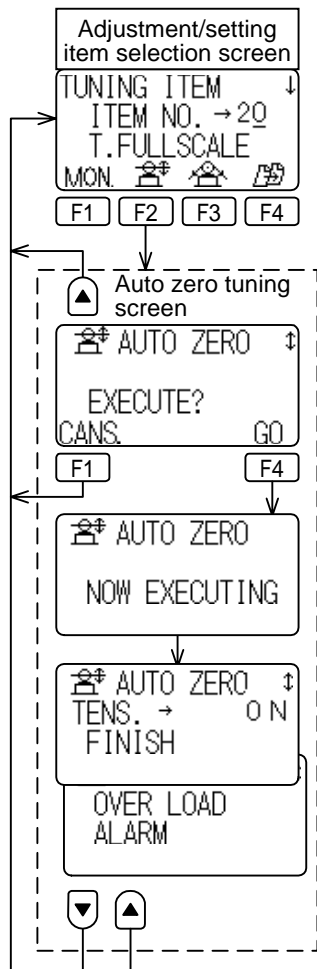 Adjustment/setting
item selection screen
TUNING ITEM ↓
ITEM NO. →20
T.FULLSCALE
MON.
F1 F2 F3 F4
Auto zero tuning
screen
AUTO ZERO ↕
EXECUTE?
CANS. GO
F1 F4
AUTO ZERO
NOW EXECUTING
AUTO ZERO ↕
TENS. → 0 N
FINISH
OVER LOAD
ALARM